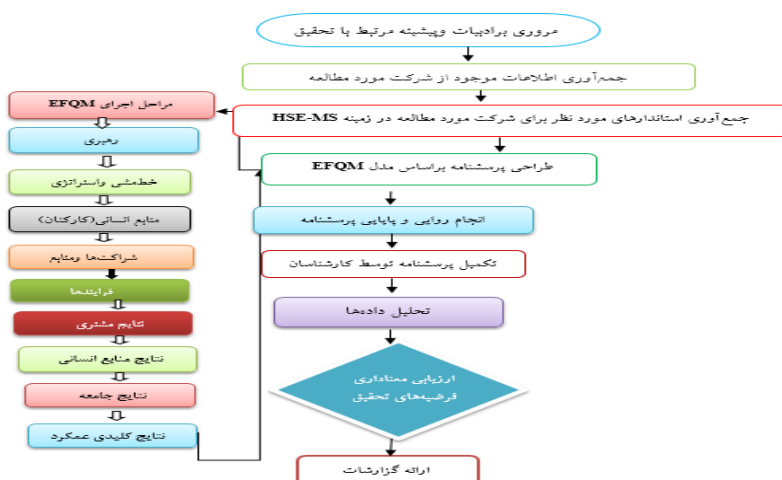 مروری برادبیات وپیشینه مرتبط با تحقیق
جمع‌آوری اطلاعات موجود از شرکت مورد مطالعه
جمع‌آوری استانداردهای مورد نظر برای شرکت مورد مطالعه در زمینه HSE-MS
طراحی پرسشنامه براساس مدل EFQM
انجام روایی و پایایی پرسشنامه
تکمیل پرسشنامه توسط کارشناسان
تحلیل داده‌ها
ارزیابی معناداری
فرضیه‌های تحقیق
ارائه گزارشات
مراحل اجرای EFQM
رهبری
خط‌مشی واستراتژی
منابع انسانی(کارکنان)
شراکت‌ها ومنابع
فرایندها
نتایج مشتری
نتایج منابع انسانی
نتایج جامعه
نتایج کلیدی عمکرد